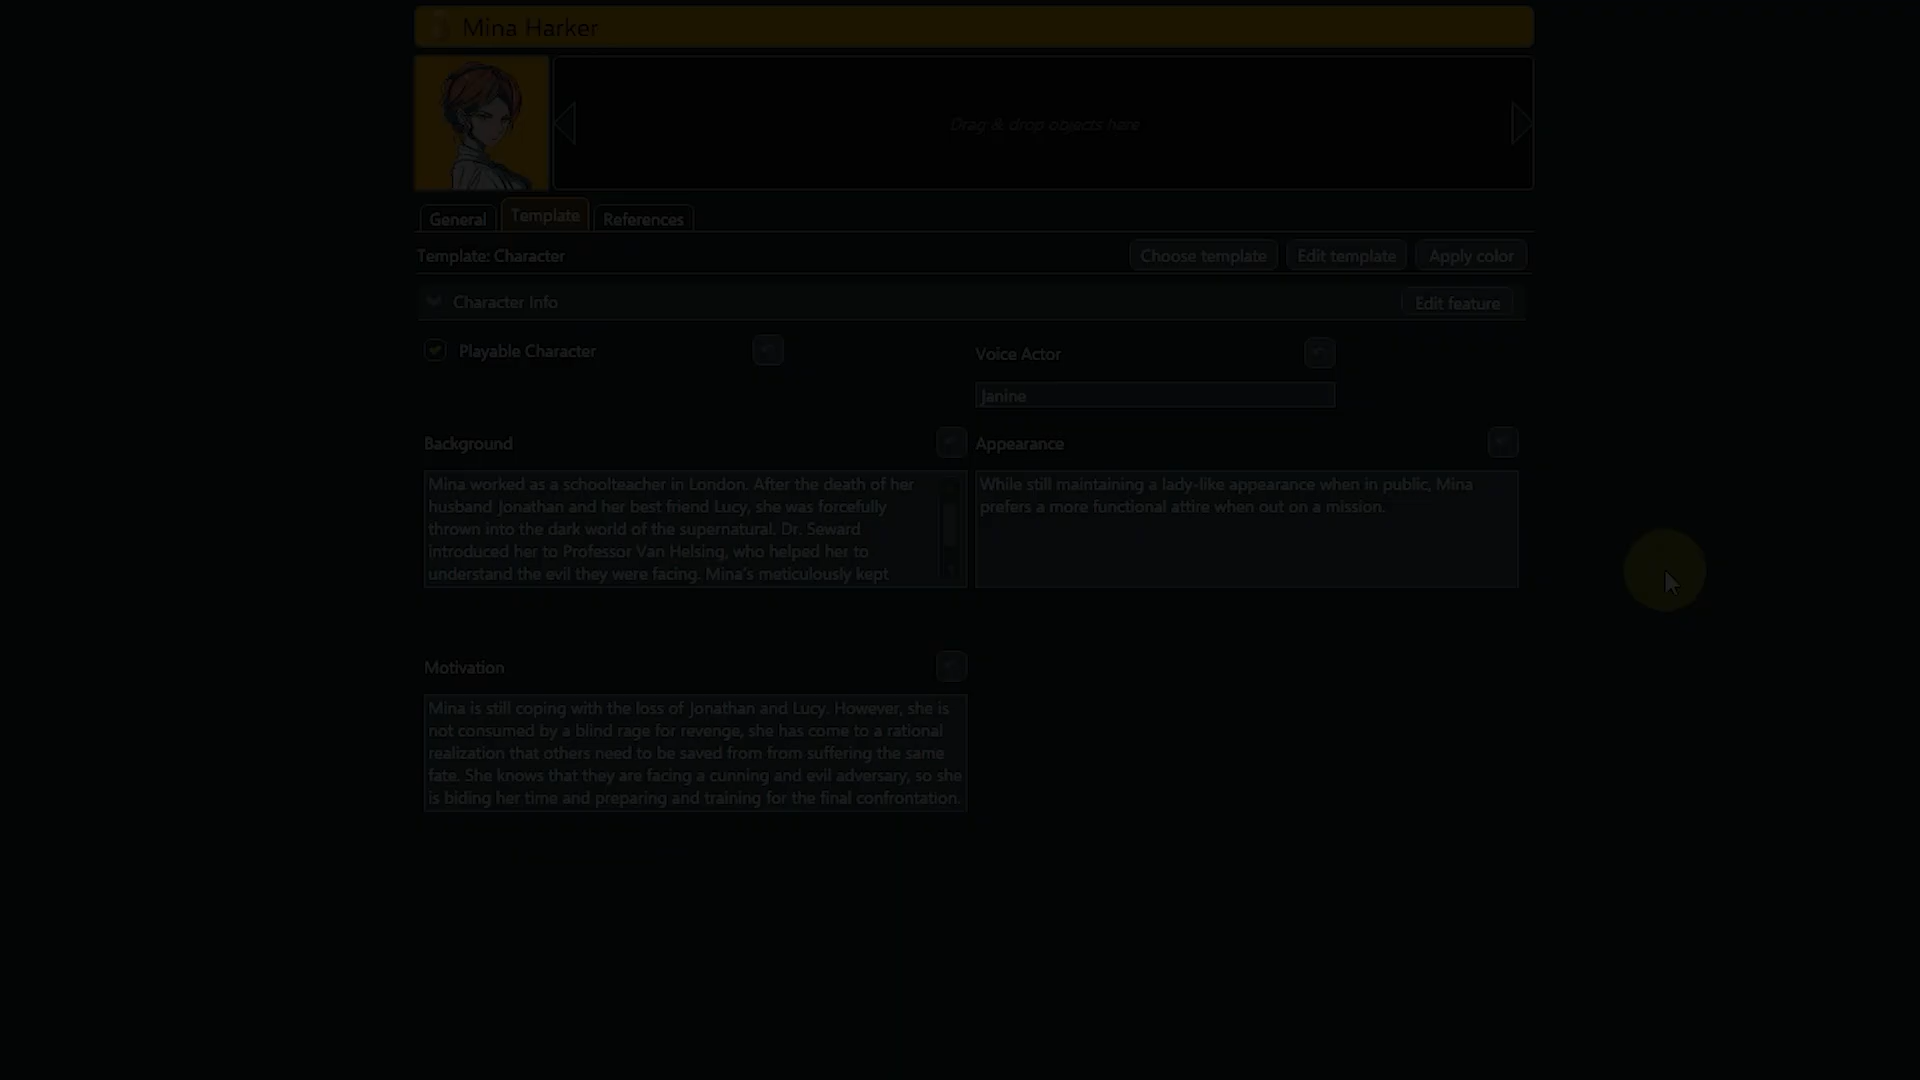 Mina Harker
Drag & drop objects here
General
Template
References
Template: Character
Choose template
Edit template
Apply color
Character Info
Edit feature
Playable Character
Voice Actor
Janine
Background
Mina worked as a schoolteacher in London. After the death of her
husband Jonathan and her best friend Lucy, she was forcefully
thrown into the dark world of the supernatural. Dr. Seward
introduced her to Professor Van Helsing, who helped her to
understand the evil they were facing. Mina's meticulously kept
Appearance
While still maintaining a lady-like appearance when in public, Mina
prefers a more functional attire when out on a mission.
Motivation
Mina is still coping with the loss of Jonathan and Lucy. However, she is
not consumed by a blind rage for revenge, she has come to a rational
realization that others need to be saved from from suffering the same
fate. She knows that they are facing a cunning and evil adversary, so she
is biding her time and preparing and training for the final confrontation.